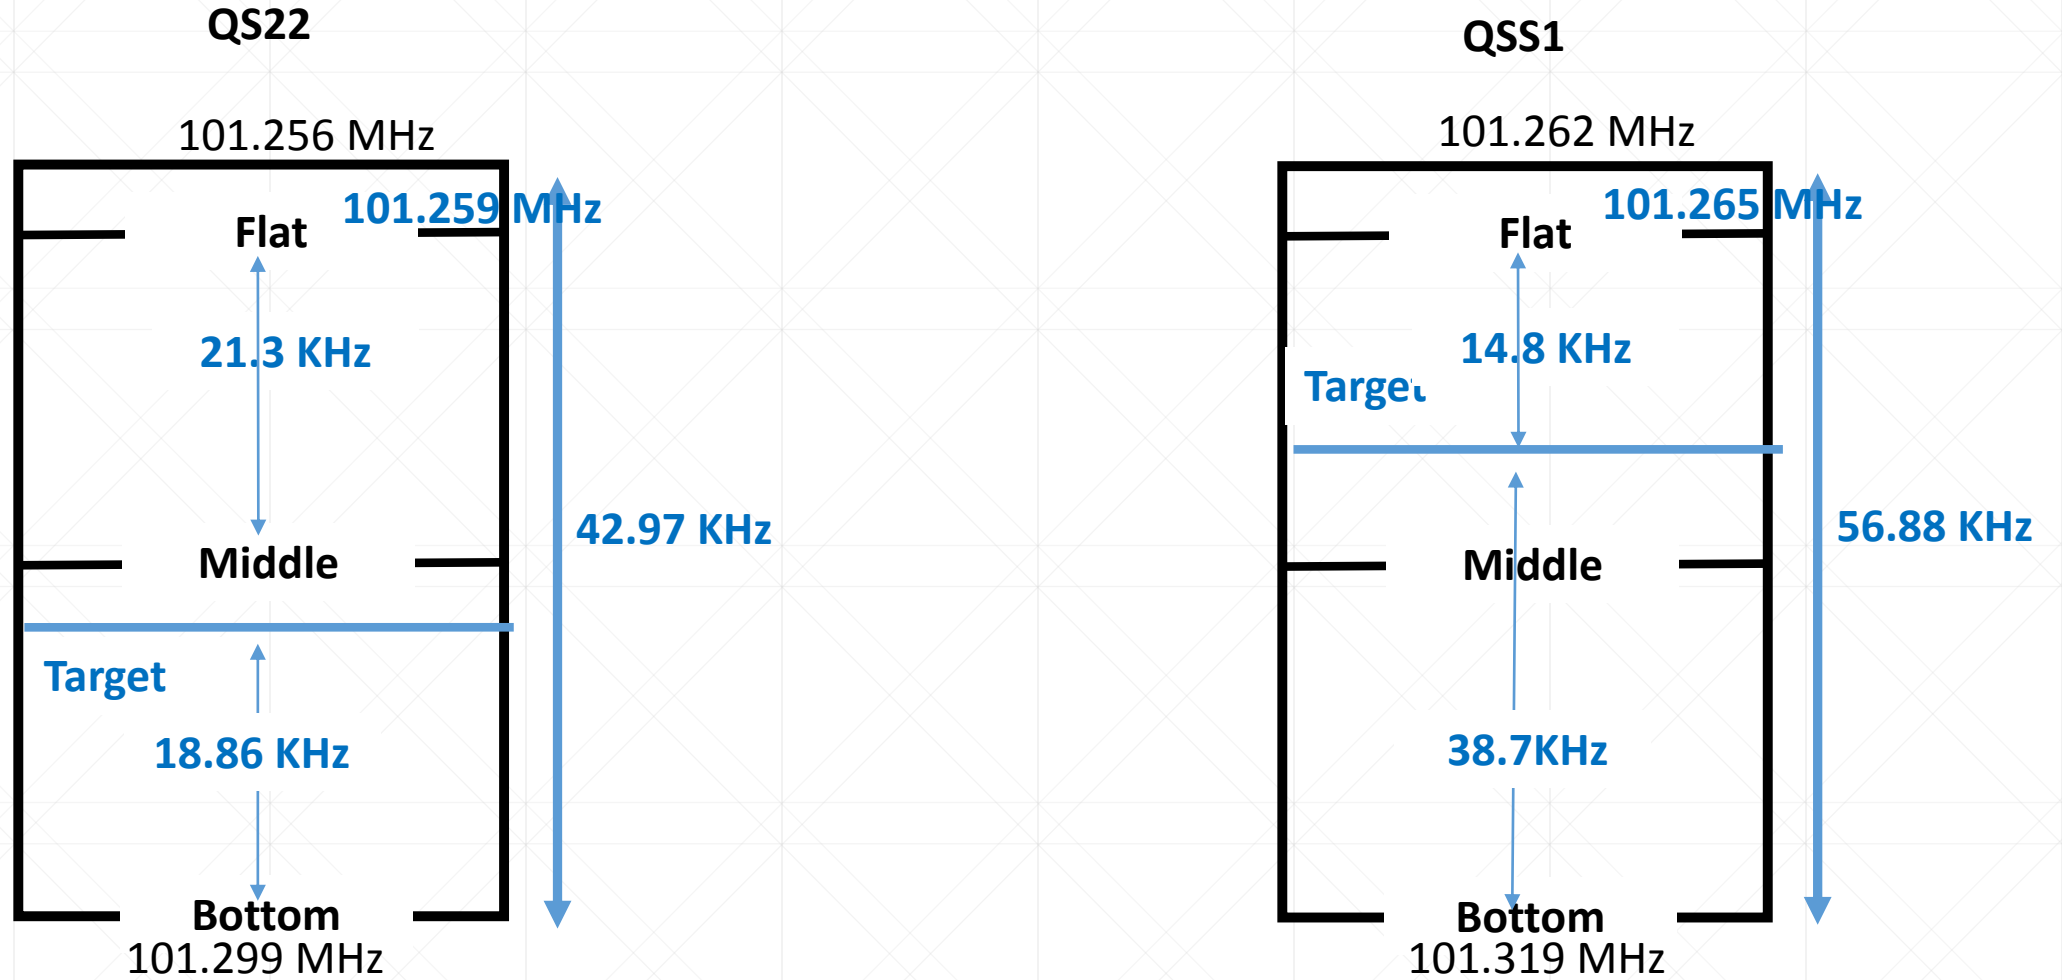 QS22
101.256 MHz
101.259 MHz
Flat
21.3 KHz
42.97 KHz
Middle
Target
18.86 KHz
Bottom
101.299 MHz
QSS1
101.262 MHz
101.265 MHz
Flat
14.8 KHz
Target
56.88 KHz
Middle
38.7KHz
Bottom
101.319 MHz